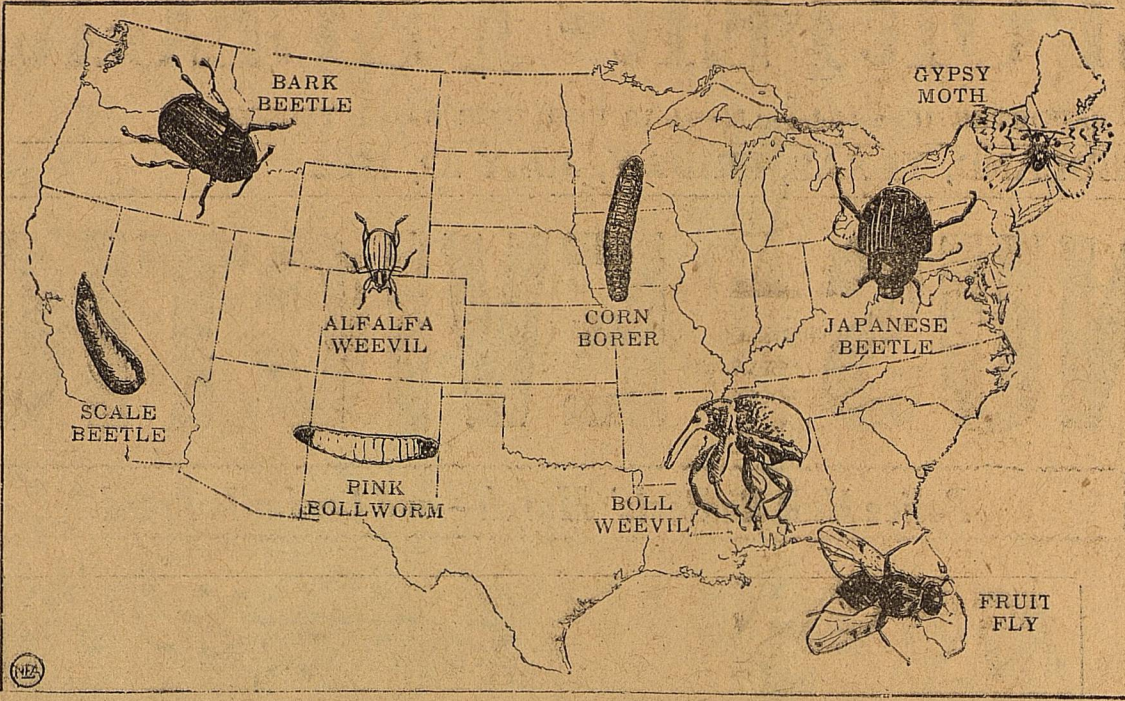 BARK
BEETLE
GYPSY
MOTH
ALFALFA
WEEVIL
CORN
BORER
JAPANESE
BEETLE
SCALE
BEETLE
PINK
BOLLWORM
BOLL
WEEVIL
FRUIT
FLY
NEA